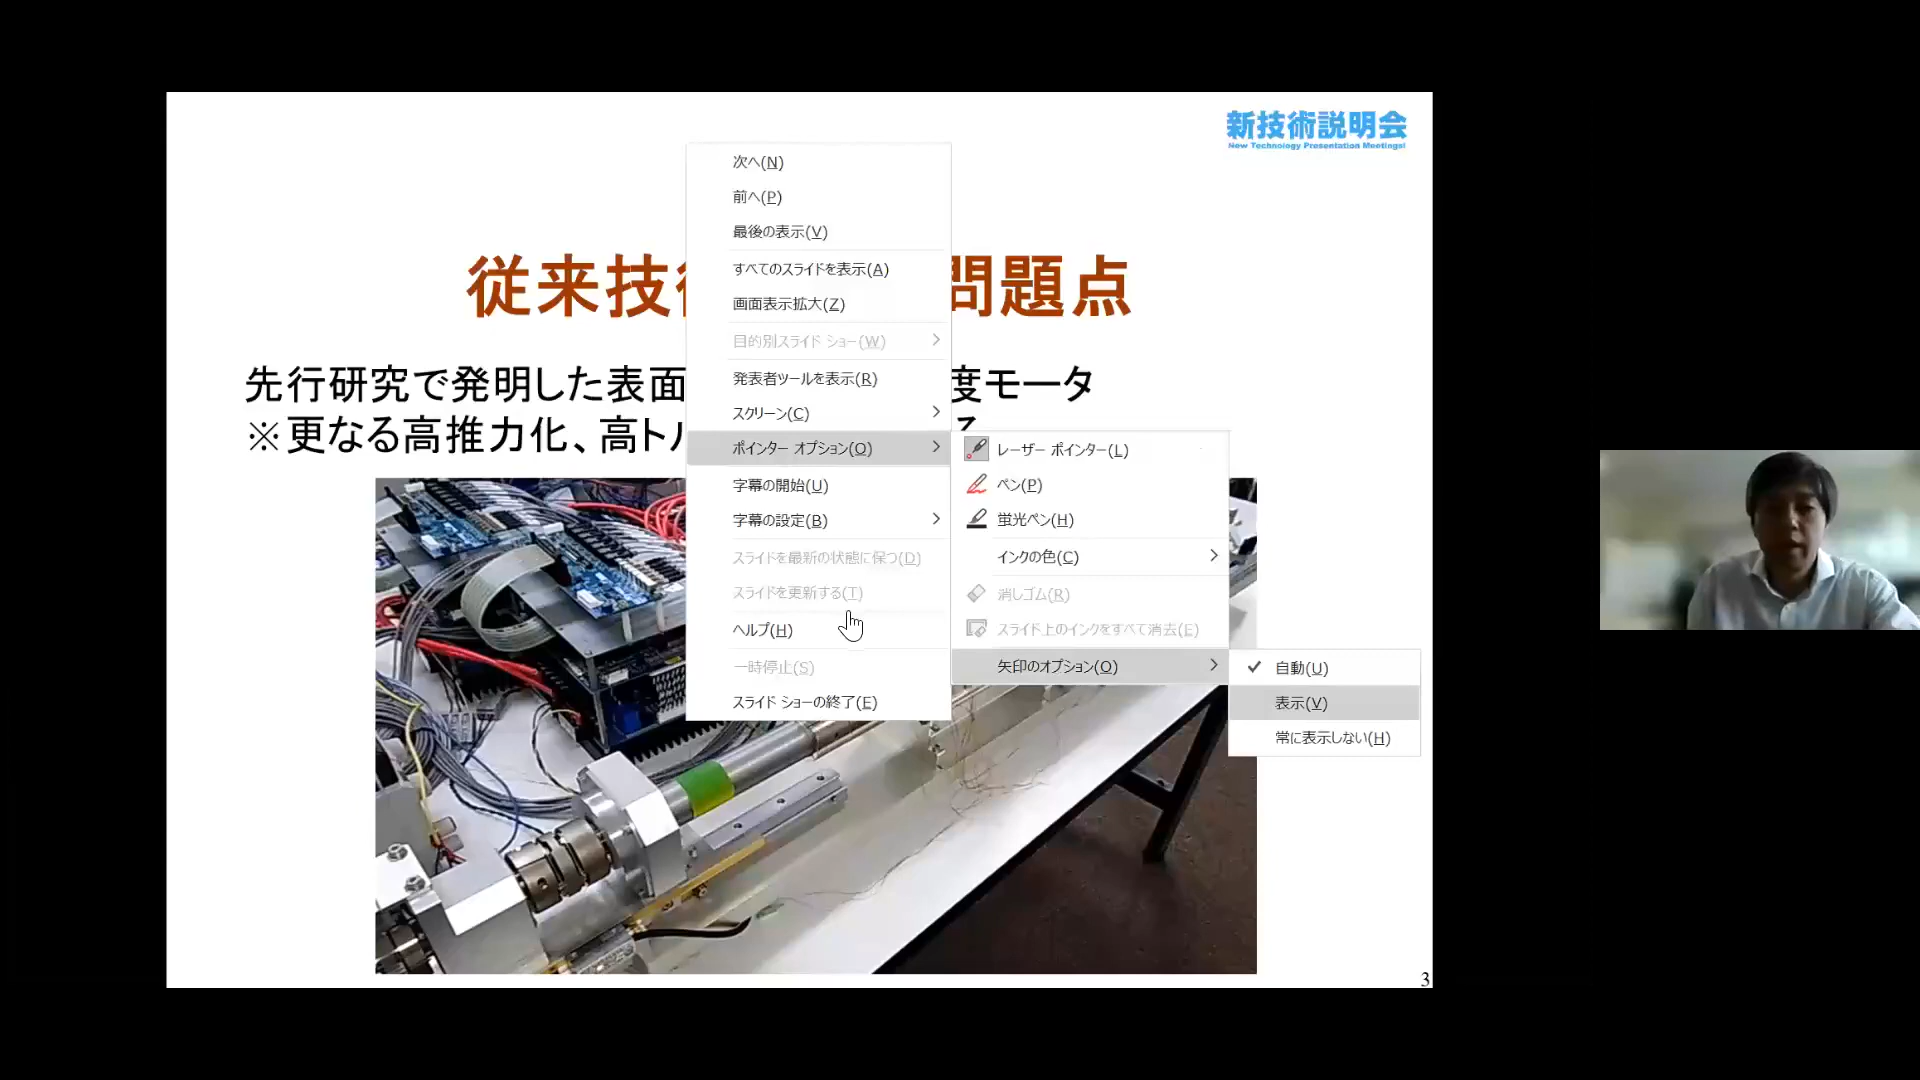 新技術説明会
New Technology Presentation Meetings!
従来技 問題点
先行研究で発明した表面 度モータ
※更なる高推力化、高トル
次へ(N)
前へ(P)
最後の表示(V)
すべてのスライドを表示(A)
画面表示拡大(Z)
目的別スライド ショー(W)
発表者ツールを表示(R)
スクリーン(C)
ポインター オプション(O)
字幕の開始(U)
字幕の設定(B)
スライドを最新の状態に保つ(D)
スライドを更新する(T)
ヘルプ(H)
一時停止(S)
スライド ショーの終了(E)
レーザー ポインター(L)
ペン(P)
蛍光ペン(H)
インクの色(C)
消しゴム(R)
スライド上のインクをすべて消去(E)
矢印のオプション(O)
自動(U)
表示(V)
常に表示しない(H)
3